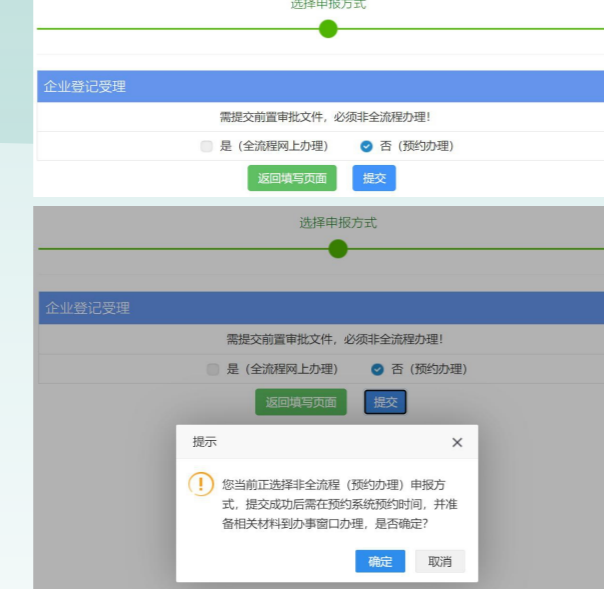 选择申报方式
企业登记受理
需提交前置审批文件，必须非全流程办理！
是（全流程网上办理） 否（预约办理）
返回填写页面 提交
选择申报方式
企业登记受理
需提交前置审批文件，必须非全流程办理！
是（全流程网上办理） 否（预约办理）
返回填写页面 提交
提示
您当前正选择非全流程（预约办理）申报方
式，提交成功后需在预约系统预约时间，并准
备相关材料到办事窗口办理，是否确定？
确定 取消